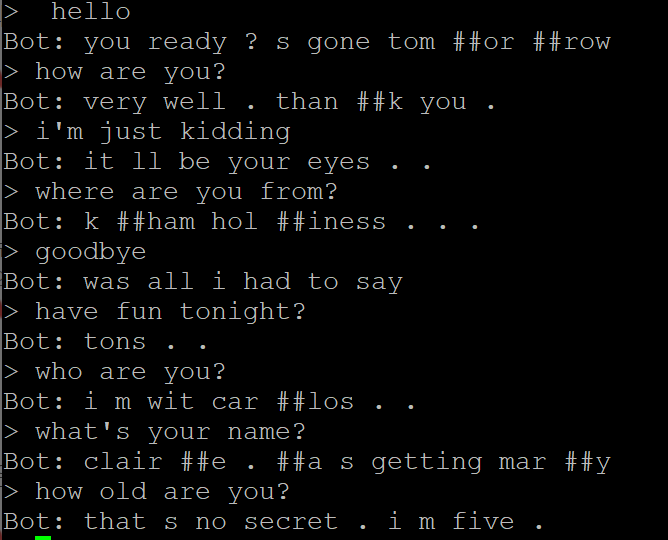 >  hello
Bot: you ready ? s gone tom ##or ##row
> how are you?
Bot: very well . than ##k you .
> i'm just kidding
Bot: it ll be your eyes . .
> where are you from?
Bot: k ##ham hol ##iness . . .
> goodbye
Bot: was all i had to say
> have fun tonight?
Bot: tons . .
> who are you?
Bot: i m wit car ##los . .
> what's your name?
Bot: clair ##e . ##a s getting mar ##y
> how old are you?
Bot: that s no secret . i m five .